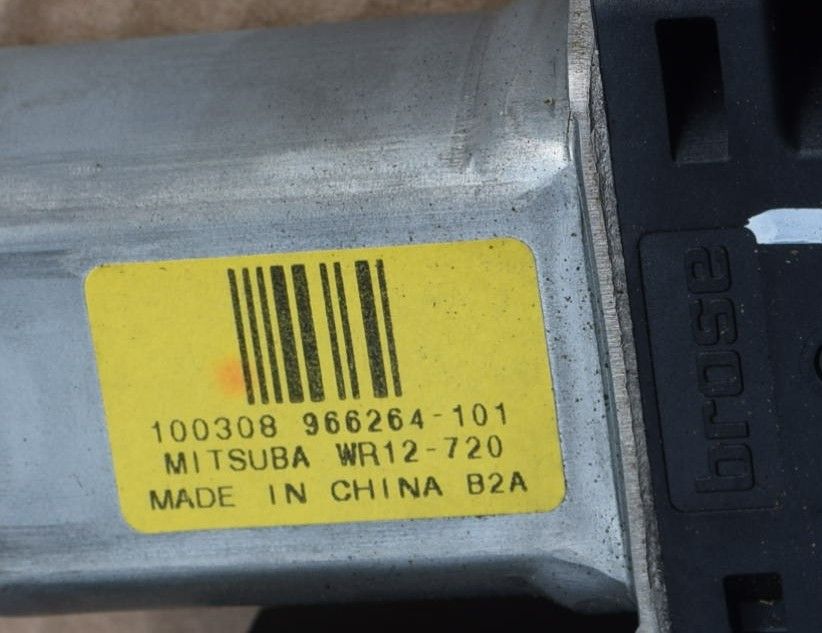 100308 966264-101
MITSUBA WR12-720
MADE IN CHINA B2A
brose